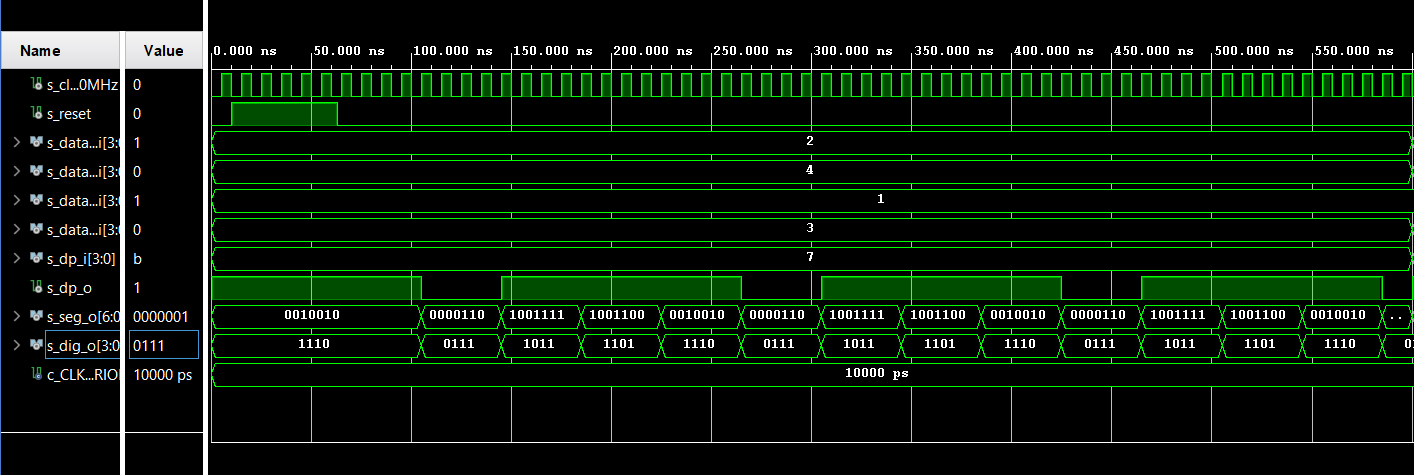 Name Value 0.000 ns 50.000 ns 100.000 ns 150.000 ns 200.000 ns 250.000 ns 300.000 ns 350.000 ns 400.000 ns 450.000 ns 500.000 ns 550.000 ns
s_cl...0MHz 0
s_reset 0
s_data...i[3:0 1 2
s_data...i[3:0 0 4
s_data...i[3:0 1 1
s_data...i[3:0 0 3
s_dp_i[3:0] b 7
s_dp_o 1
s_seg_o[6:0 0000001 0010010 0000110 1001111 1001100 0010010 0000110 1001111 1001100 0010010 0000110 1001111 1001100 0010010 ..
s_dig_o[3:0 0111 1110 0111 1011 1101 1110 0111 1011 1101 1110 0111 1011 1101 1110 0
c_CLK...RIO 10000 ps 10000 ps